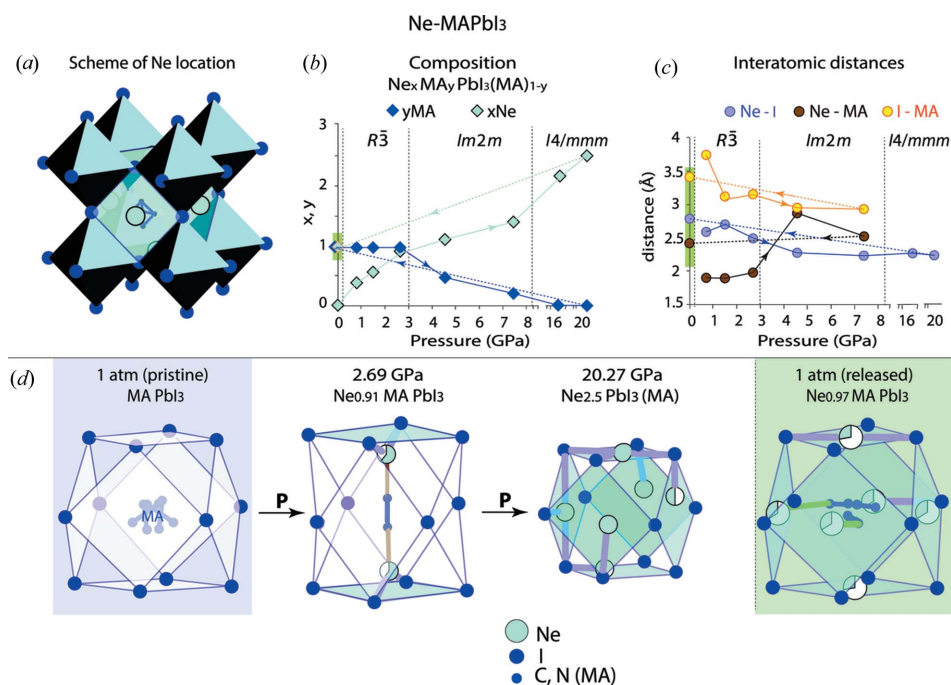 Ne-MAPbI₃
(a)
Scheme of Ne location
(b)
Composition
NeₓMAᵧPbI₃(MA)₁₋ᵧ
yMA
xNe
R3̅
Im2m
I4/mmm
3
2
1
0
x, y
0
1
2
3
4
5
6
7
8
16
20
Pressure (GPa)
(c)
Interatomic distances
Ne - I
Ne - MA
I - MA
R3̅
Im2m
I4/mmm
4
3.5
3
2.5
2
1.5
distance (Å)
0
1
2
3
4
5
6
7
8
16
20
Pressure (GPa)
(d)
1 atm (pristine)
MA PbI₃
MA
P
2.69 GPa
Ne₀.₉₁ MA PbI₃
P
20.27 GPa
Ne₂.₅ PbI₃ (MA)
1 atm (released)
Ne₀.₉₇ MA PbI₃
Ne
I
C, N (MA)